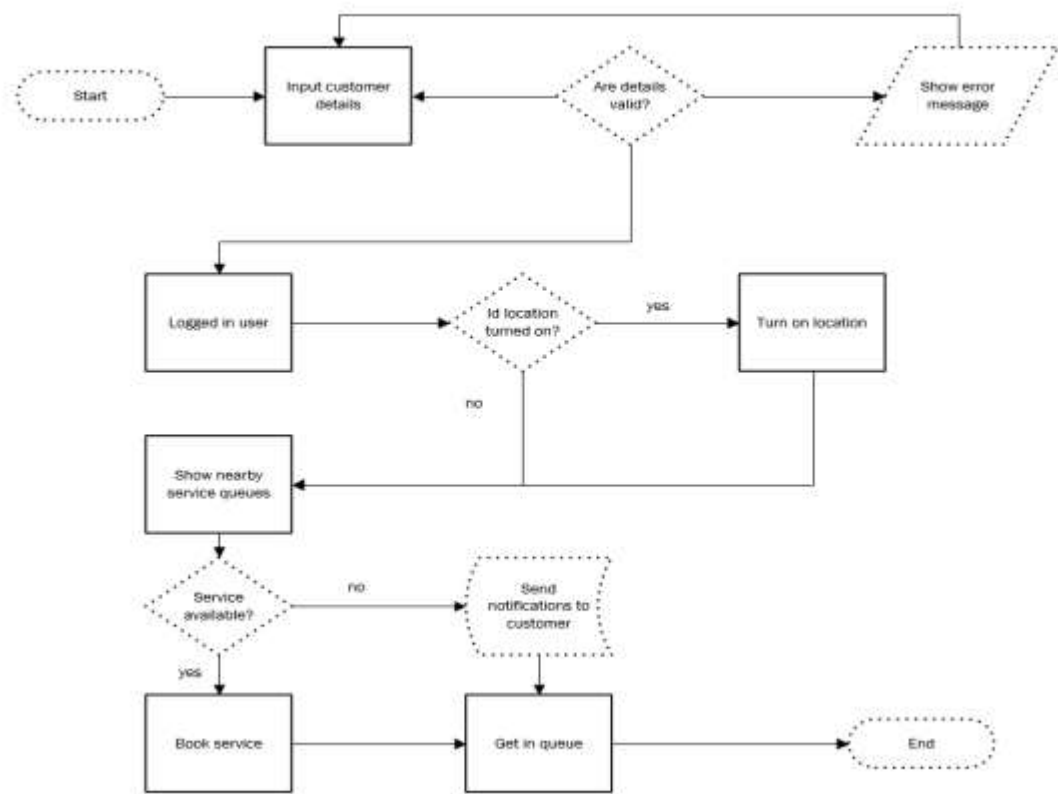 Start
Input customer
details
Are details
valid?
Show error
message
Logged in user
Id location
turned on?
yes
Turn on location
no
Show nearby
service queues
Service
available?
no
Send
notifications to
customer
yes
Book service
Get in queue
End